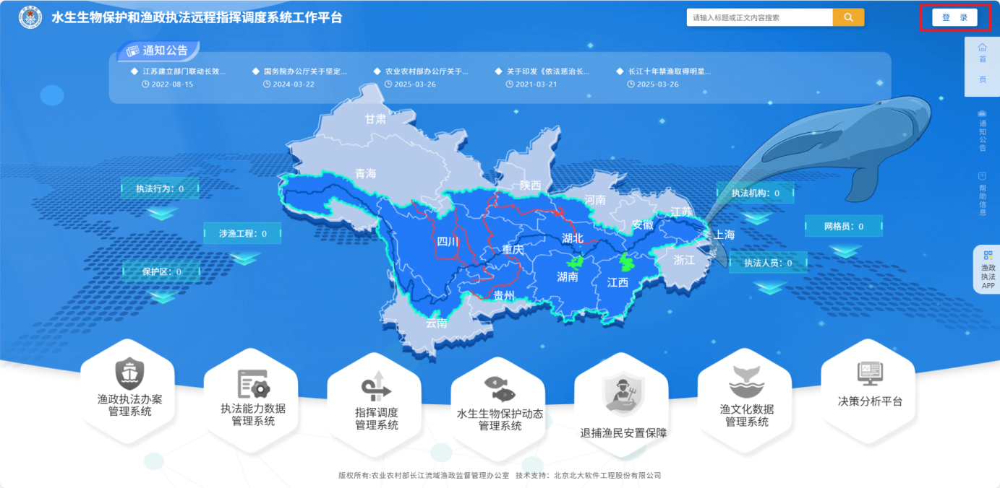 水生生物保护和渔政执法远程指挥调度系统工作平台
请输入标题或正文内容搜索
登 录
通知公告
江苏建立部门联动长效...
2022-08-15
国务院办公厅关于坚定...
2024-03-22
农业农村部办公厅关于...
2025-03-26
关于印发《依法惩治长...
2021-03-21
长江十年禁渔取得明显...
2025-03-26
首
页
通知公告
帮助信息
渔政
执法
APP
甘肃
青海
陕西
河南
江苏
安徽
上海
四川
湖北
重庆
浙江
湖南
江西
贵州
云南
执法行为：0
涉渔工程：0
保护区：0
执法机构：0
网格员：0
执法人员：0
渔政执法办案
管理系统
执法能力数据
管理系统
指挥调度
管理系统
水生生物保护动态
管理系统
退捕渔民安置保障
渔文化数据
管理系统
决策分析平台
版权所有:农业农村部长江流域渔政监督管理办公室 技术支持：北京北大软件工程股份有限公司